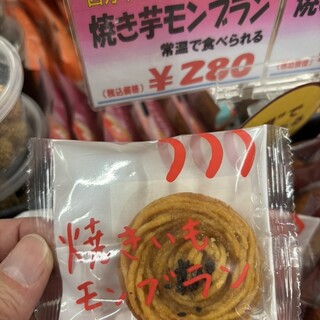 焼き芋モンブラン
常温で食べられる
(税込価格)
¥280
焼きいも
モンブラン